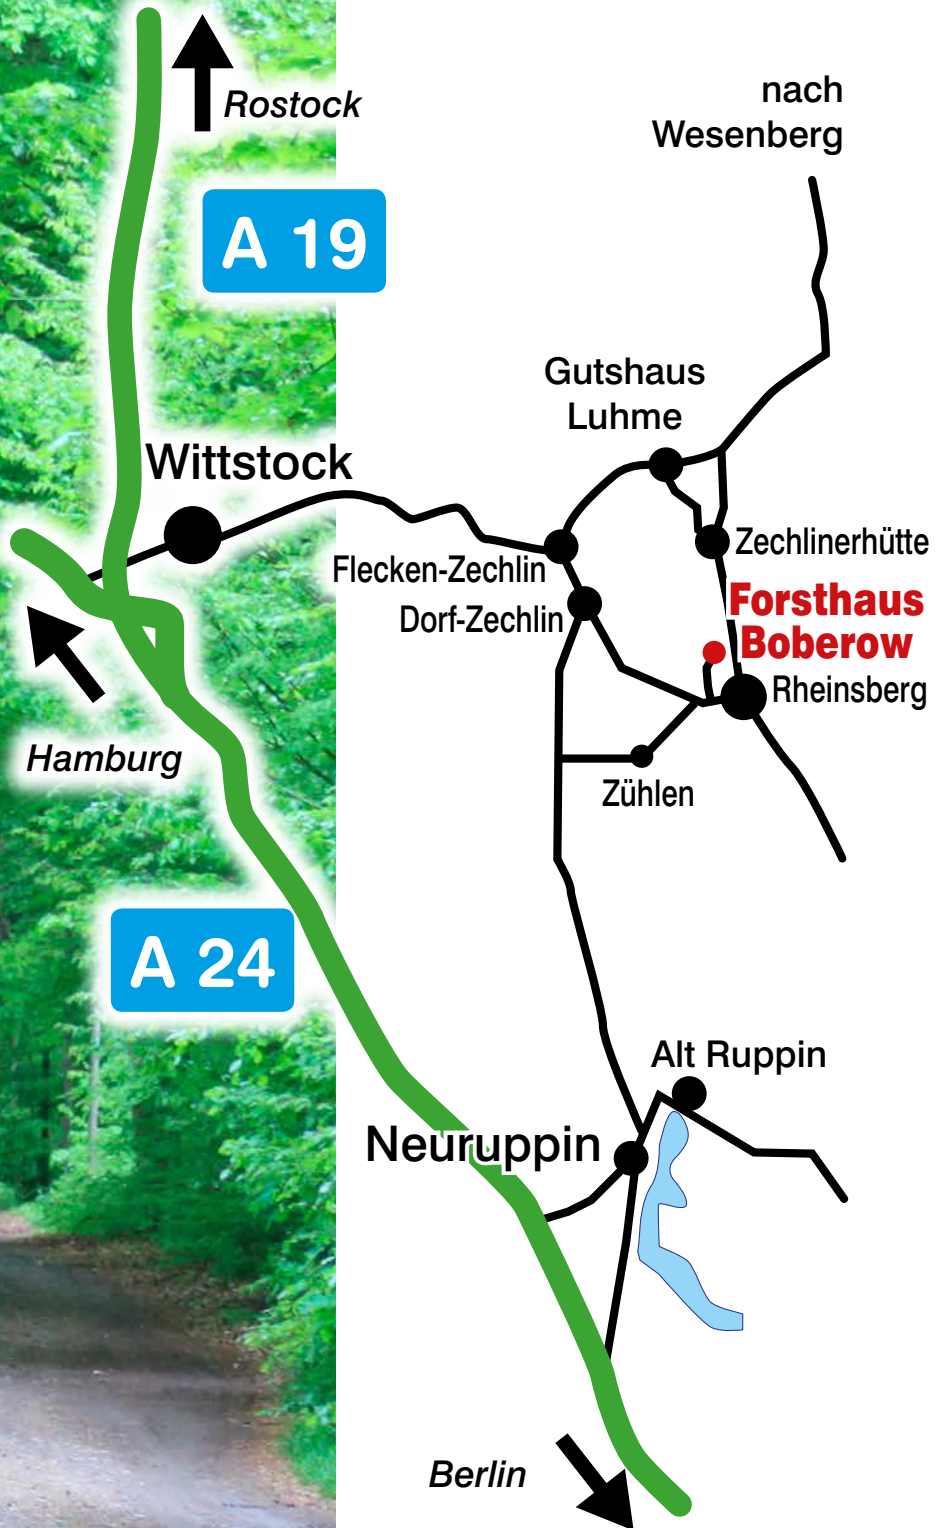 Rostock
nach
Wesenberg
A 19
Gutshaus
Luhme
Wittstock
Zechlinerhütte
Flecken-Zechlin
Dorf-Zechlin
Forsthaus
Boberow
Rheinsberg
Hamburg
Zühlen
A 24
Alt Ruppin
Neuruppin
Berlin